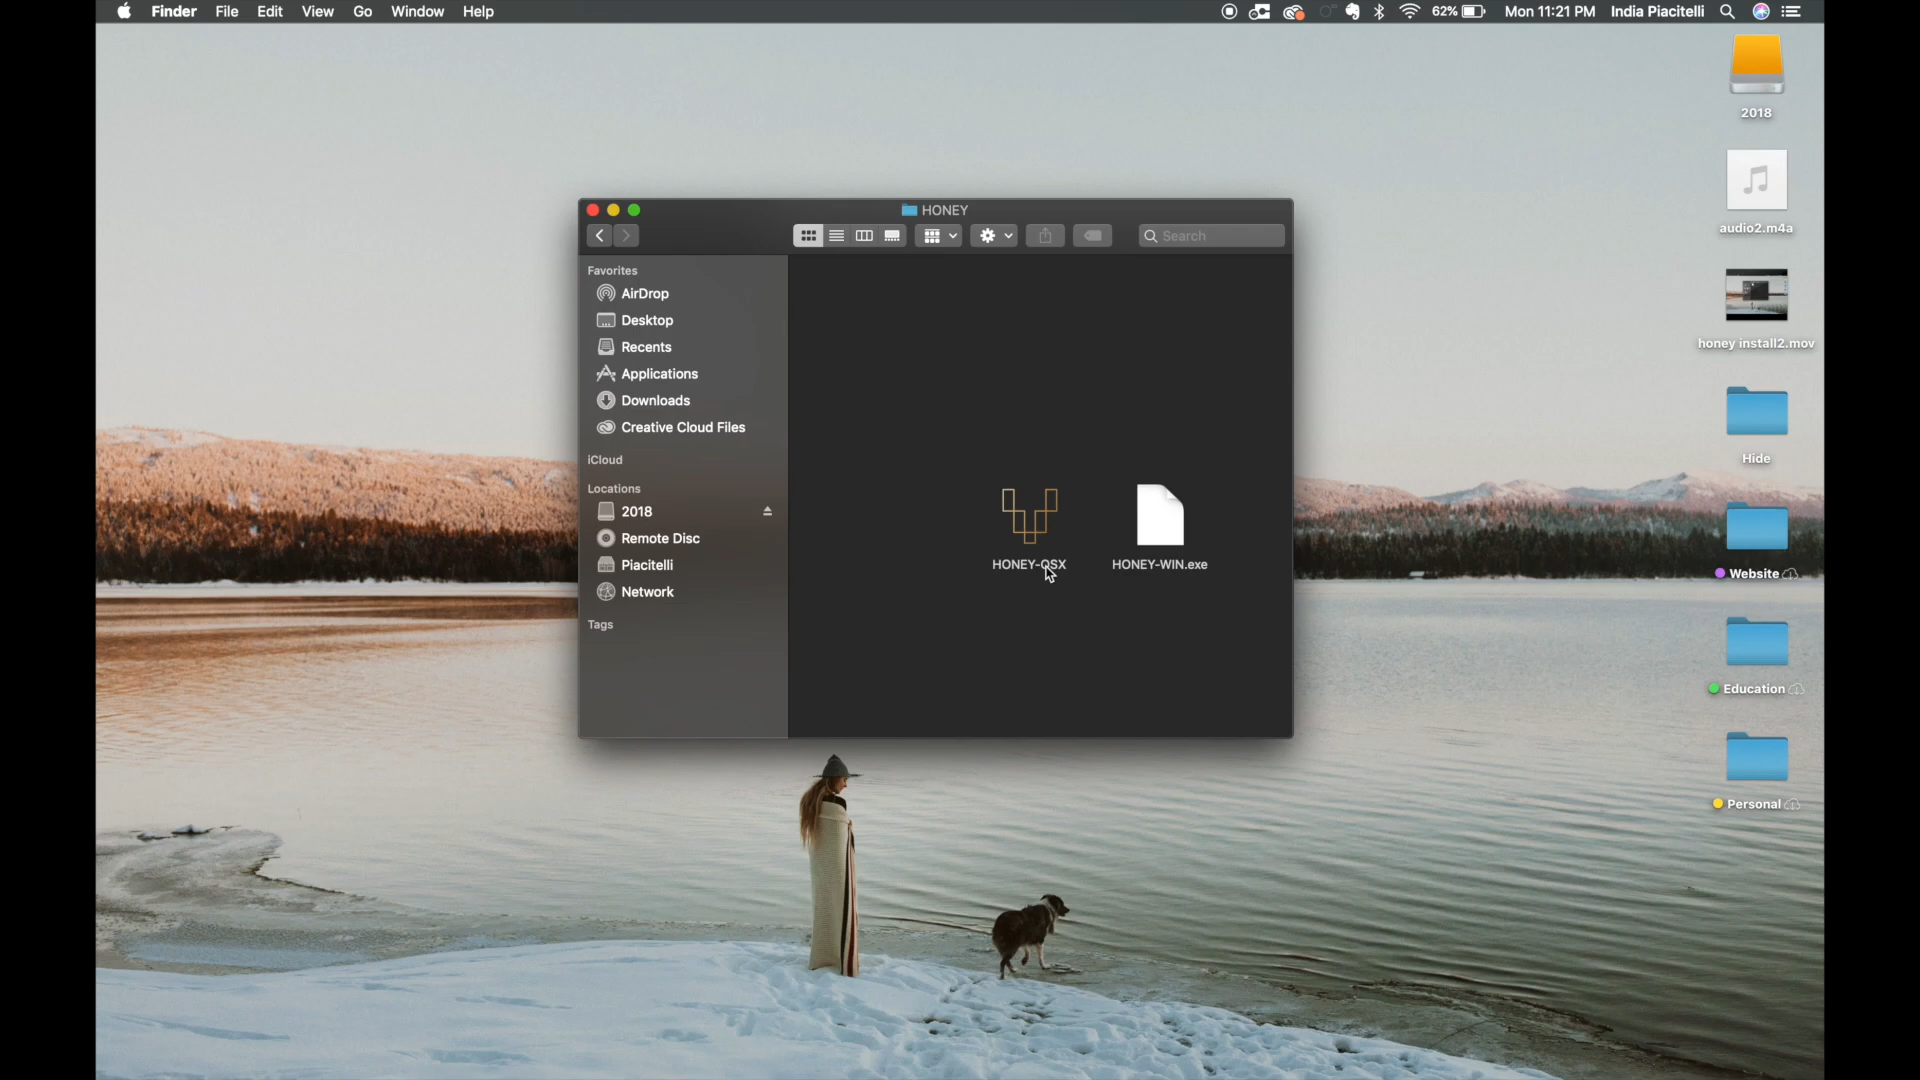 Finder File Edit View Go Window Help
62% Mon 11:21 PM India Piacitelli
2018
audio2.m4a
honey install2.mov
Hide
Website
Education
Personal
HONEY
Search
Favorites
AirDrop
Desktop
Recents
Applications
Downloads
Creative Cloud Files
iCloud
Locations
2018
Remote Disc
Piacitelli
Network
Tags
HONEY-OSX
HONEY-WIN.exe